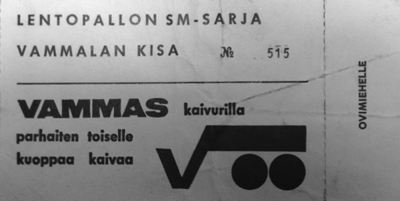 LENTOPALLON SM-SARJA
VAMMALAN KISA № 515
VAMMAS kaivurilla
parhaiten toiselle
kuoppaa kaivaa
OVIMIEHELLE